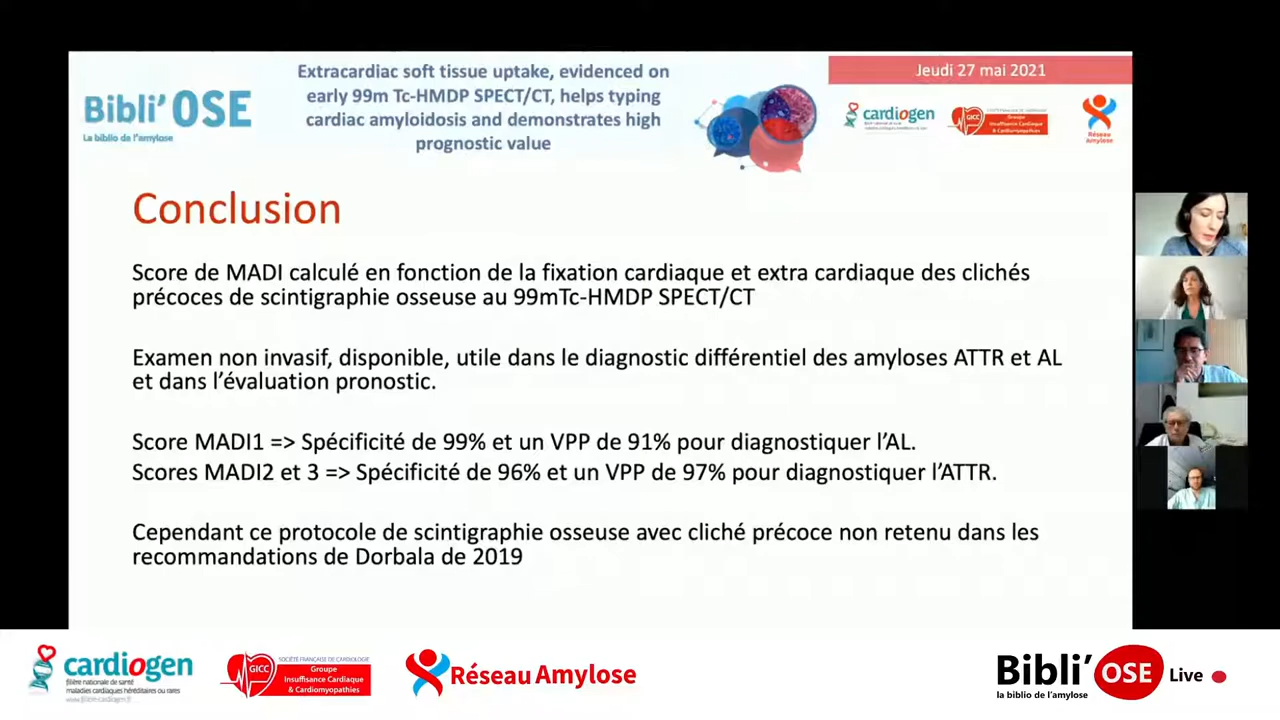 Bibli'OSE
La biblio de l'amylose
Extracardiac soft tissue uptake, evidenced on
early 99m Tc-HMDP SPECT/CT, helps typing
cardiac amyloidosis and demonstrates high
prognostic value
Jeudi 27 mai 2021
cardiogen
GICC
Groupe
Insuffisance Cardiaque
& Cardiomyopathies
Réseau
Amylose
Conclusion
Score de MADI calculé en fonction de la fixation cardiaque et extra cardiaque des clichés
précoces de scintigraphie osseuse au 99mTc-HMDP SPECT/CT
Examen non invasif, disponible, utile dans le diagnostic différentiel des amyloses ATTR et AL
et dans l'évaluation pronostic.
Score MADI1 => Spécificité de 99% et un VPP de 91% pour diagnostiquer l'AL.
Scores MADI2 et 3 => Spécificité de 96% et un VPP de 97% pour diagnostiquer l'ATTR.
Cependant ce protocole de scintigraphie osseuse avec cliché précoce non retenu dans les
recommandations de Dorbala de 2019
cardiogen
filière nationale de santé
maladies cardiaques héréditaires ou rares
GICC
SOCIÉTÉ FRANÇAISE DE CARDIOLOGIE
Groupe
Insuffisance Cardiaque
& Cardiomyopathies
Réseau Amylose
Bibli'OSE Live
la biblio de l'amylose